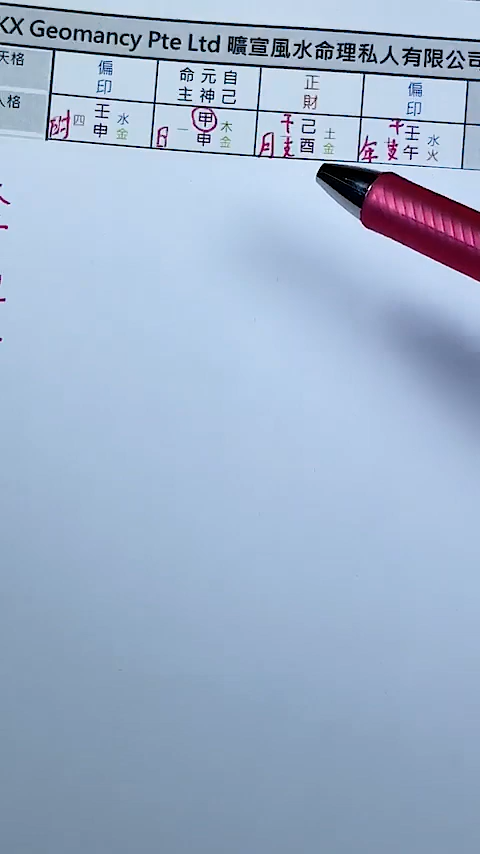 KX Geomancy Pte Ltd 曠宣風水命理私人有限公司
天格 偏印 命主 元神 自己 正財 偏印
人格 时 四 壬申 水金 日 一 甲申 木金 月 干支 己酉 土金 年 干支 壬午 水火